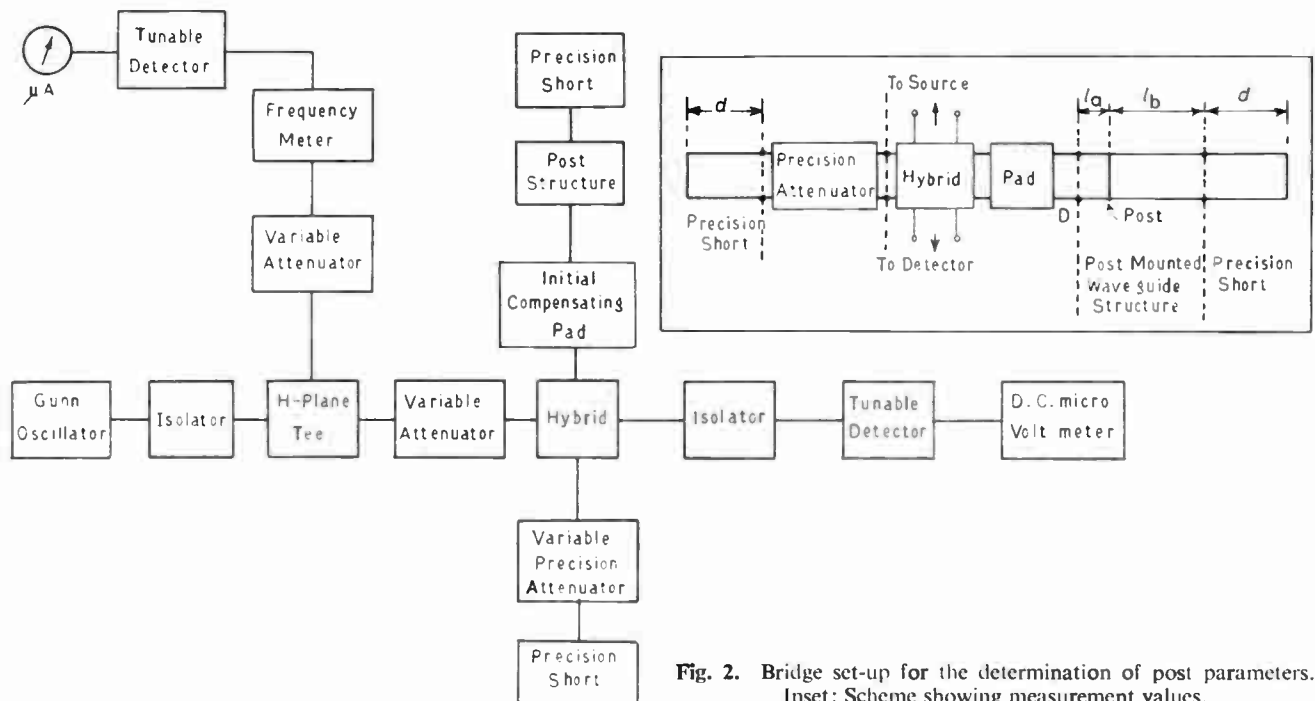 Tunable
Detector
μA
Frequency
Meter
Variable
Attenuator
Precision
Short
Post
Structure
Initial
Compensating
Pad
Gunn
Oscillator
Isolator
H-Plane
Tee
Variable
Attenuator
Hybrid
Isolator
Tunable
Detector
D.C. micro
Volt meter
Variable
Precision
Attenuator
Precision
Short
d
To Source
la
lb
d
Precision
Attenuator
Hybrid
Pad
D
Post
Precision
Short
To Detector
Post Mounted
Wave guide
Structure
Precision
Short
Fig. 2. Bridge set-up for the determination of post parameters.
Inset: Scheme showing measurement values.